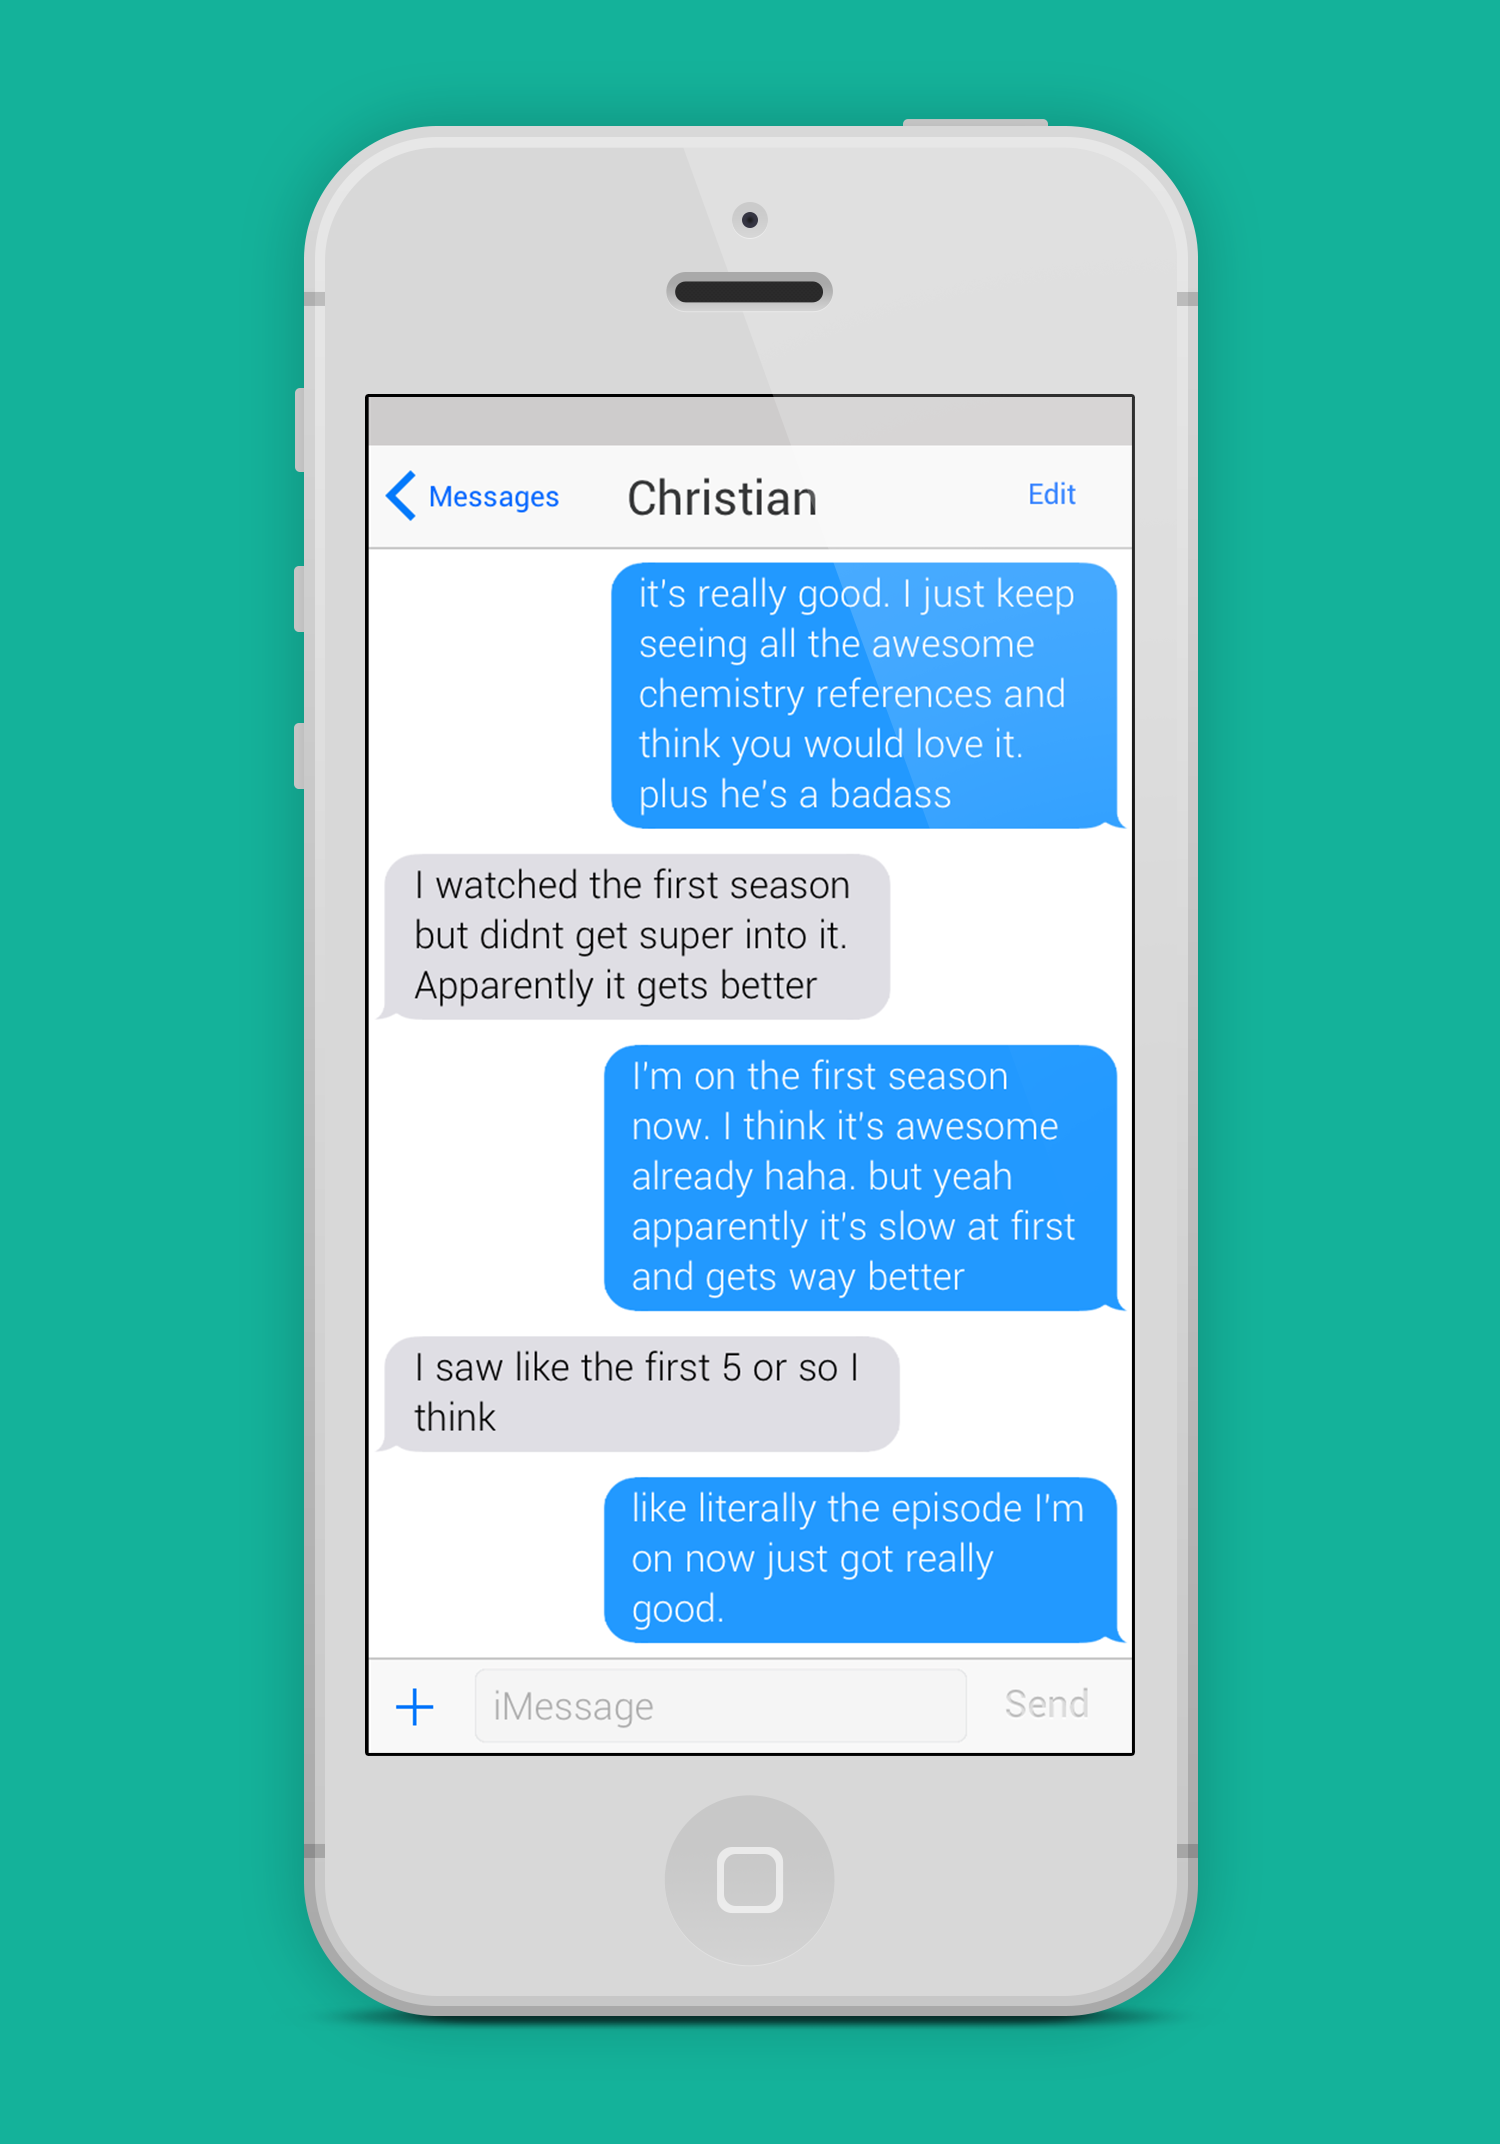 Messages Christian Edit
it's really good. I just keep
seeing all the awesome
chemistry references and
think you would love it.
plus he's a badass
I watched the first season
but didnt get super into it.
Apparently it gets better
I'm on the first season
now. I think it's awesome
already haha. but yeah
apparently it's slow at first
and gets way better
I saw like the first 5 or so I
think
like literally the episode I'm
on now just got really
good.
iMessage Send